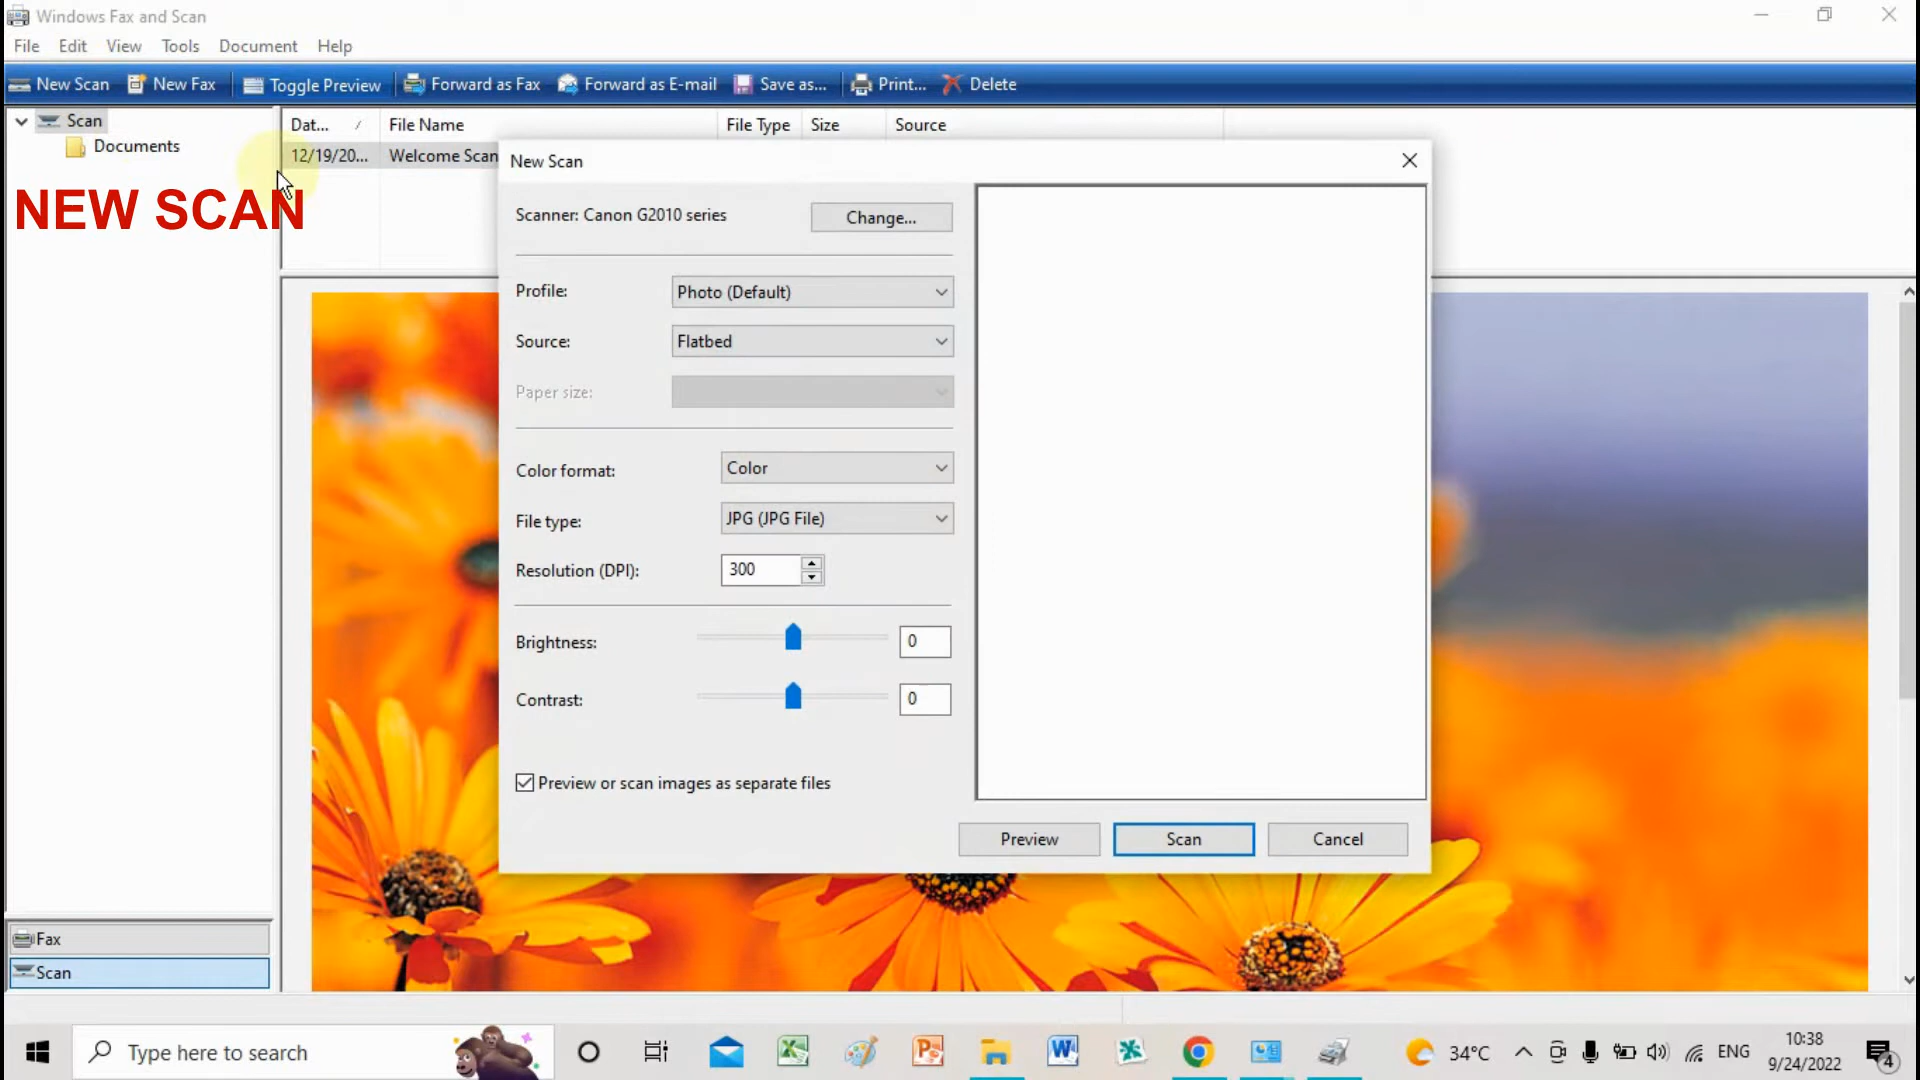 Windows Fax and Scan
File Edit View Tools Document Help
New Scan New Fax Toggle Preview Forward as Fax Forward as E-mail Save as... Print... Delete
Scan
Documents
NEW SCAN
Dat... File Name File Type Size Source
12/19/20... Welcome Scan
New Scan
Scanner: Canon G2010 series Change...
Profile: Photo (Default)
Source: Flatbed
Paper size:
Color format: Color
File type: JPG (JPG File)
Resolution (DPI): 300
Brightness: 0
Contrast: 0
Preview or scan images as separate files
Preview Scan Cancel
Fax
Scan
Type here to search
34°C ENG
10:38
9/24/2022
4